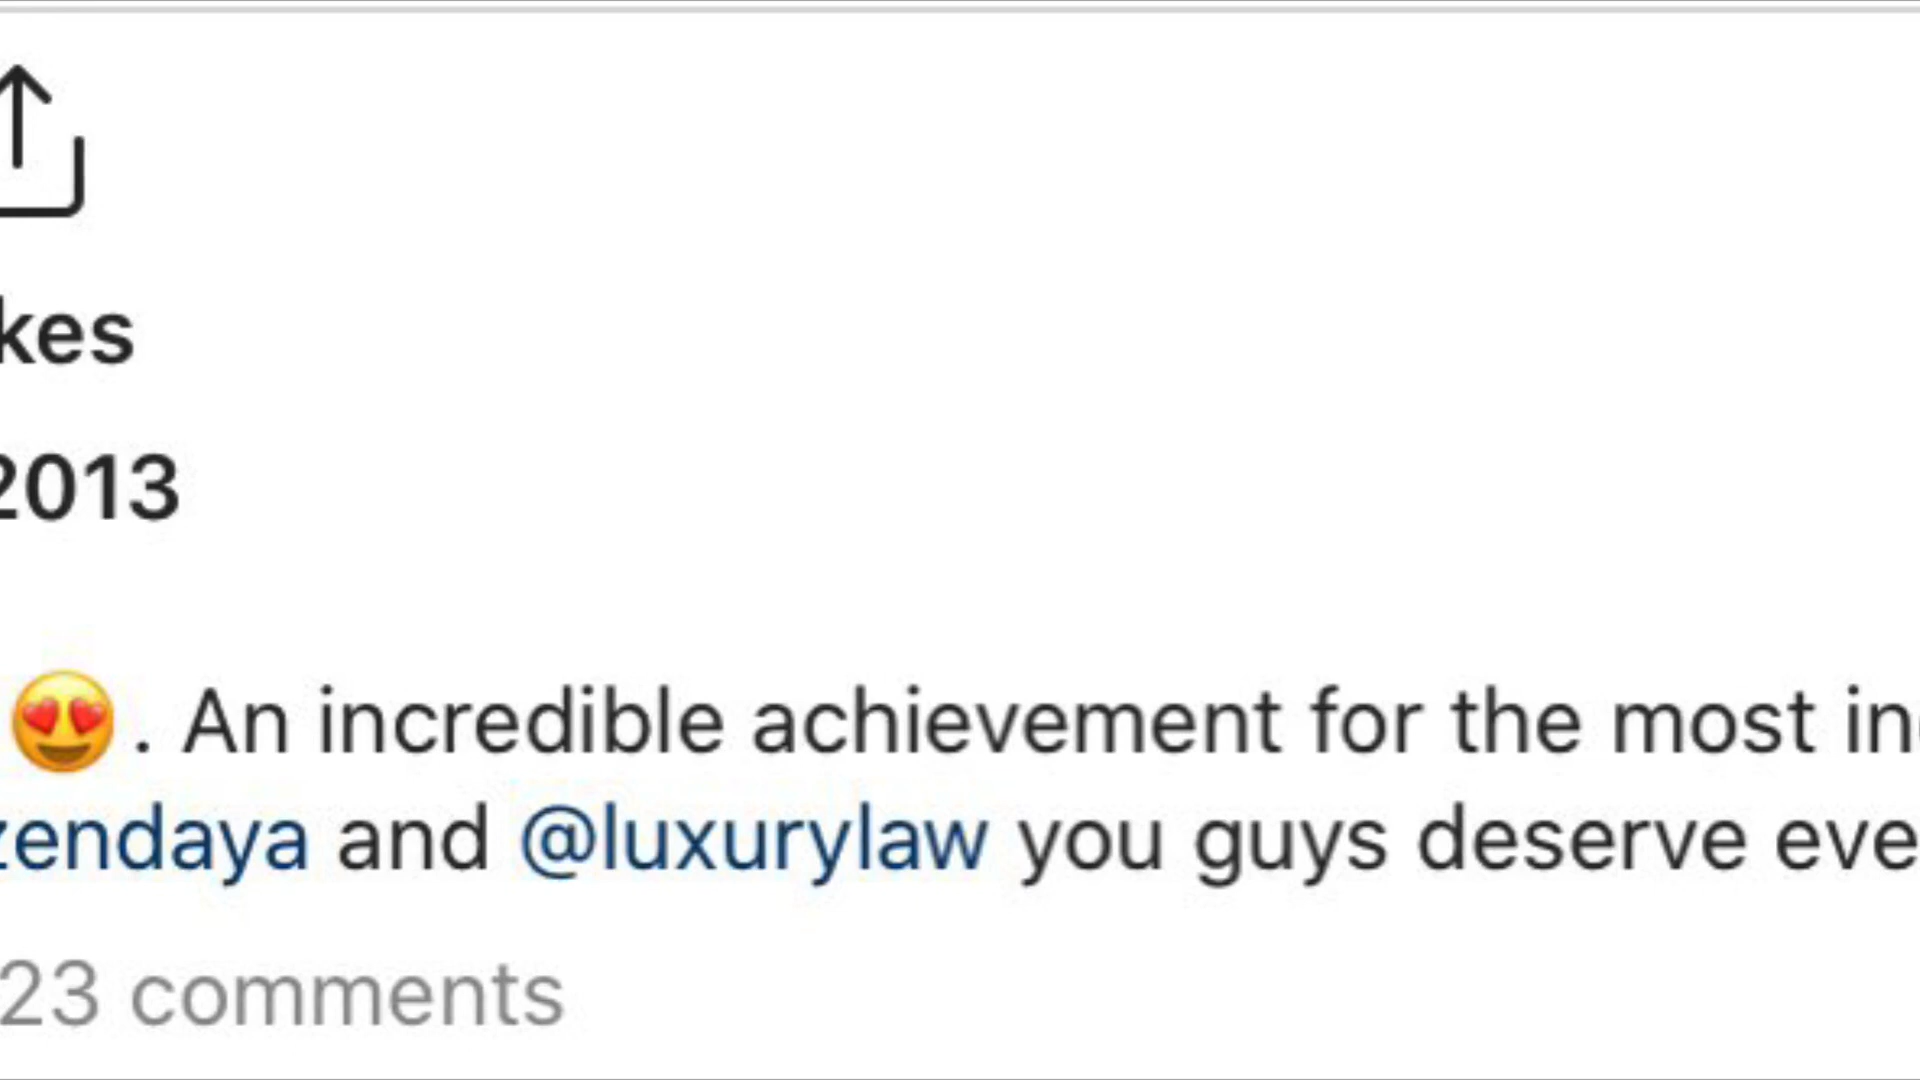 kes
2013
😍. An incredible achievement for the most in
zendaya and @luxurylaw you guys deserve eve
23 comments